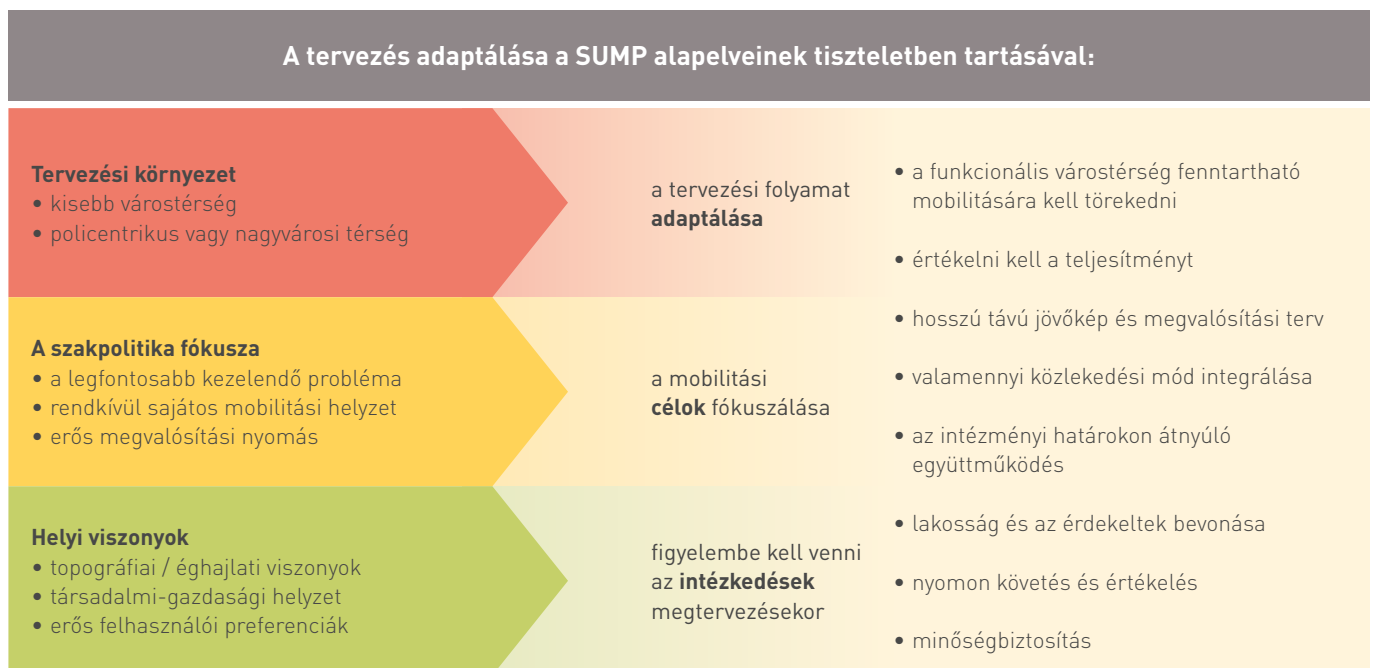 A tervezés adaptálása a SUMP alapelveinek tiszteletben tartásával:
Tervezési környezet
• kisebb várostérség
• policentrikus vagy nagyvárosi térség
a tervezési folyamat
adaptálása
A szakpolitika fókusza
• a legfontosabb kezelendő probléma
• rendkívül sajátos mobilitási helyzet
• erős megvalósítási nyomás
a mobilitási
célok fókuszálása
Helyi viszonyok
• topográfiai / éghajlati viszonyok
• társadalmi-gazdasági helyzet
• erős felhasználói preferenciák
figyelembe kell venni
az intézkedések
megtervezésekor
• a funkcionális várostérség fenntartható
mobilitására kell törekedni
• értékelni kell a teljesítményt
• hosszú távú jövőkép és megvalósítási terv
• valamennyi közlekedési mód integrálása
• az intézményi határokon átnyúló
együttműködés
• lakosság és az érdekeltek bevonása
• nyomon követés és értékelés
• minőségbiztosítás